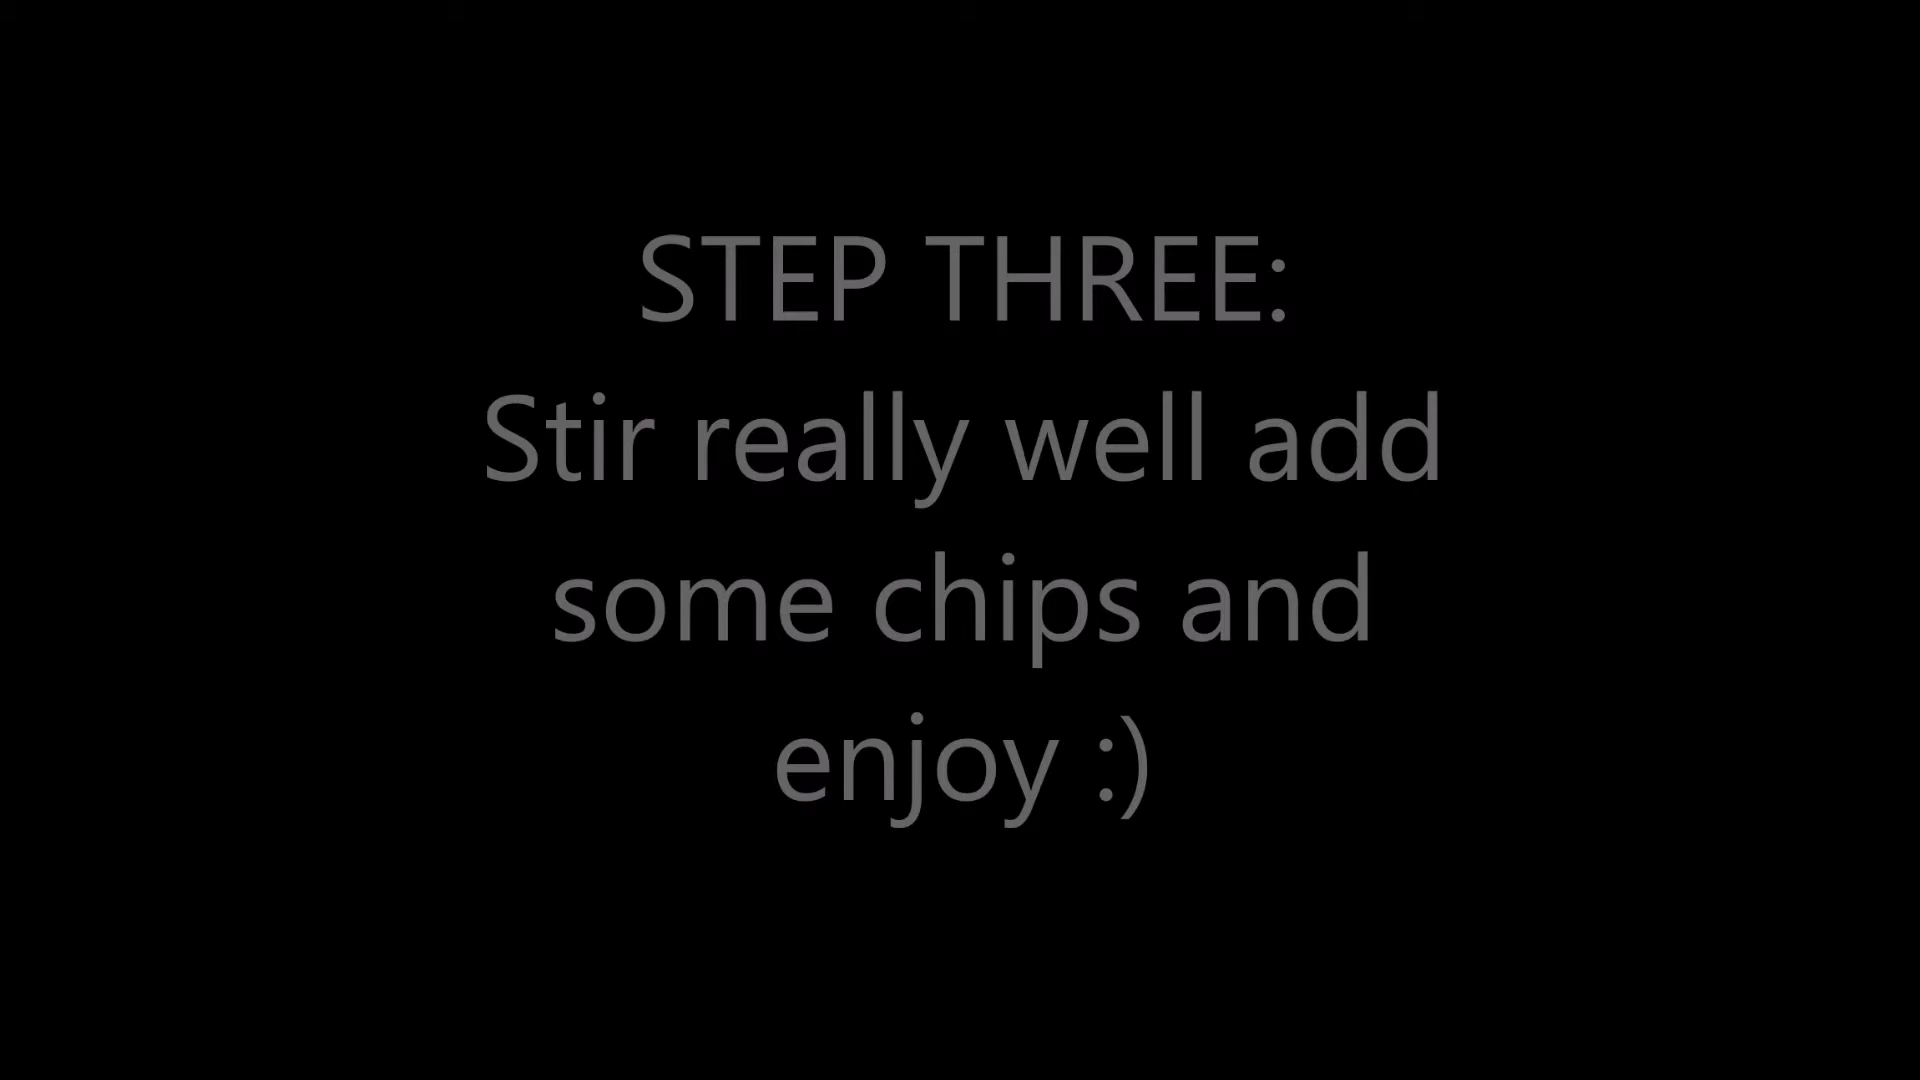 STEP THREE:
Stir really well add
some chips and
enjoy :)